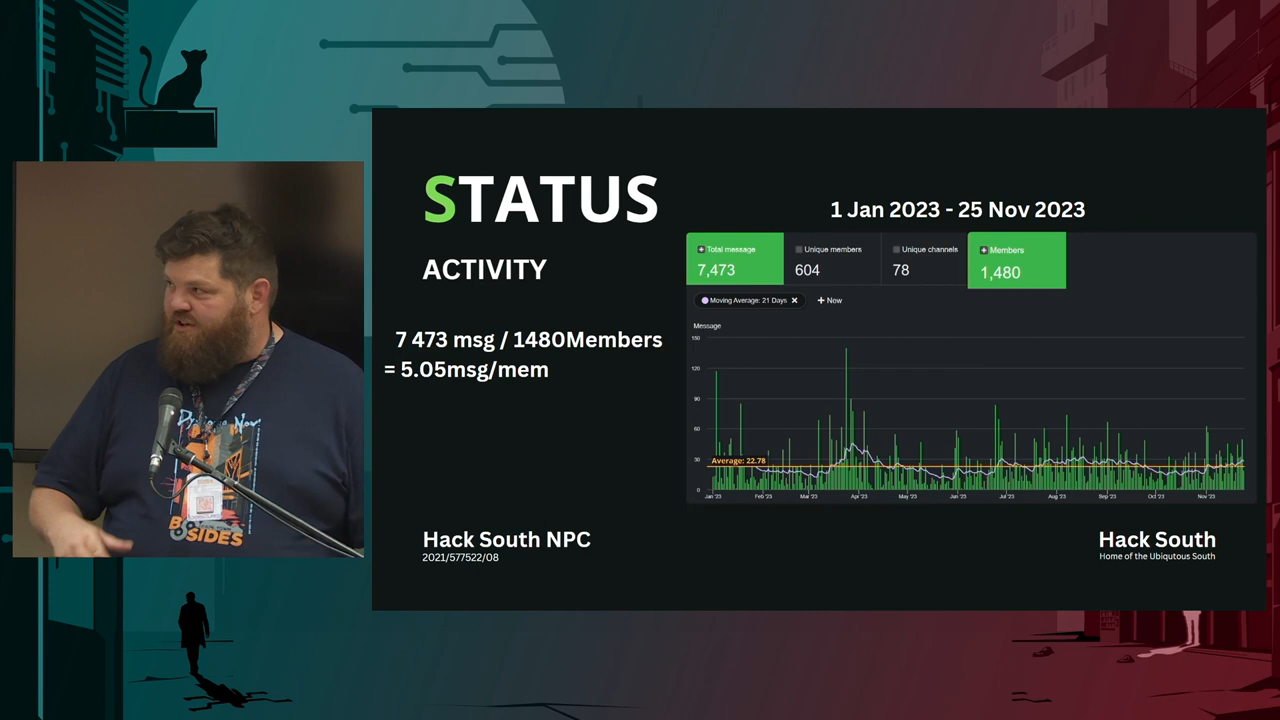 STATUS
ACTIVITY
7 473 msg / 1480Members
= 5.05msg/mem
1 Jan 2023 - 25 Nov 2023
Total message
7,473
Unique members
604
Unique channels
78
Members
1,480
Moving Average: 21 Days
New
Message
150
120
90
60
30
0
Average: 22.78
Jan '23 Feb '23 Mar '23 Apr '23 May '23 Jun '23 Jul '23 Aug '23 Sep '23 Oct '23 Nov '23
Hack South NPC
2021/577522/08
Hack South
Home of the Ubiqutous South
BSIDES